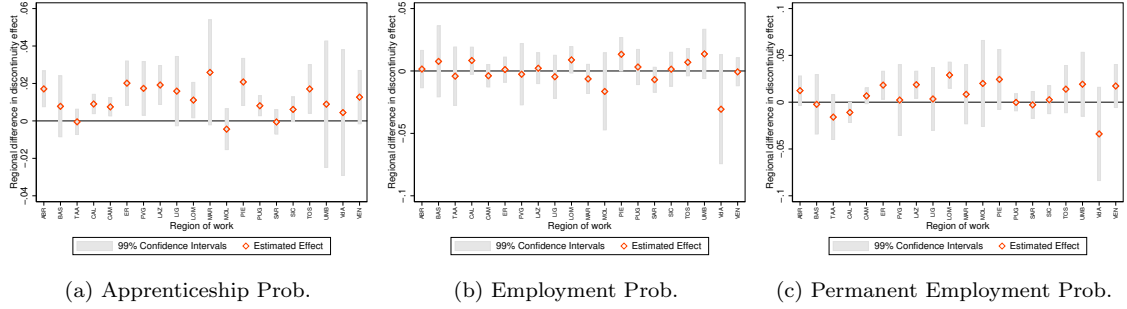 Regional difference in discontinuity effect
.06
.04
.02
0
-.02
-.04
ABR BAS TAA CAL CAM ER FVG LAZ LIG LOM MAR MOL PIE PUG SAR SIC TOS UMB VdA VEN
Region of work
99% Confidence Intervals Estimated Effect
(a) Apprenticeship Prob.
Regional difference in discontinuity effect
.05
0
-.05
-.1
ABR BAS TAA CAL CAM ER FVG LAZ LIG LOM MAR MOL PIE PUG SAR SIC TOS UMB VdA VEN
Region of work
99% Confidence Intervals Estimated Effect
(b) Employment Prob.
Regional difference in discontinuity effect
.1
.05
0
-.05
-.1
ABR BAS TAA CAL CAM ER FVG LAZ LIG LOM MAR MOL PIE PUG SAR SIC TOS UMB VdA VEN
Region of work
99% Confidence Intervals Estimated Effect
(c) Permanent Employment Prob.